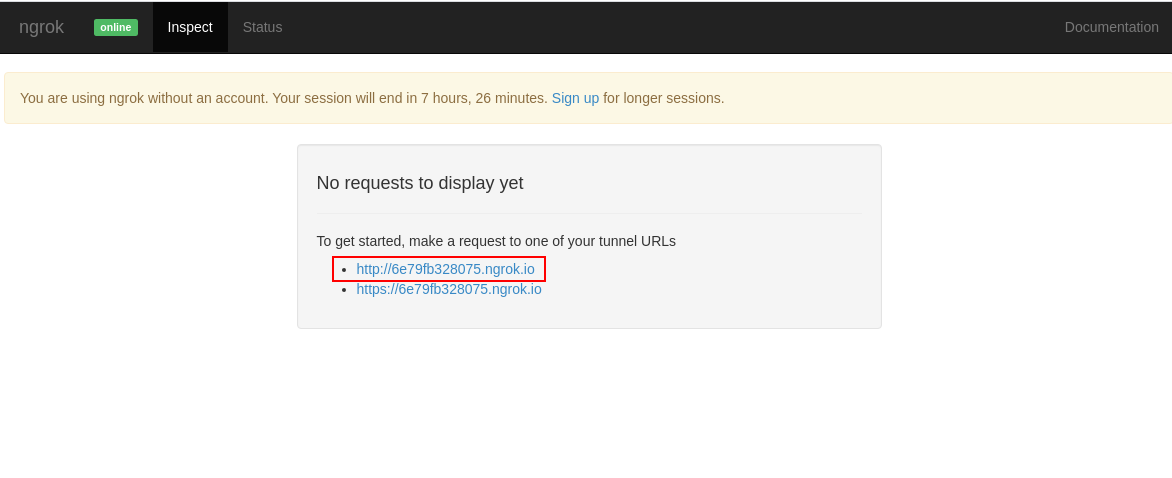 ngrok online Inspect Status Documentation
You are using ngrok without an account. Your session will end in 7 hours, 26 minutes. Sign up for longer sessions.
No requests to display yet
To get started, make a request to one of your tunnel URLs
• http://6e79fb328075.ngrok.io
• https://6e79fb328075.ngrok.io